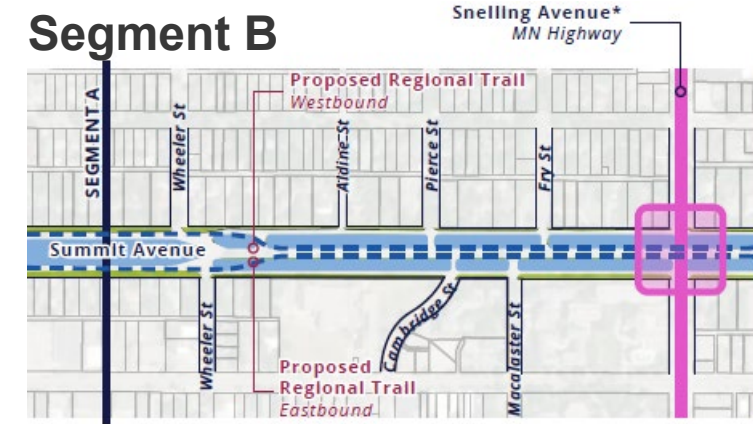 Segment B
Snelling Avenue*
MN Highway
Proposed Regional Trail
Westbound
SEGMENT A
Wheeler St
Aldine St
Pierce St
Fry St
Summit Avenue
Wheeler St
Cambridge St
Macalaster St
Proposed
Regional Trail
Eastbound